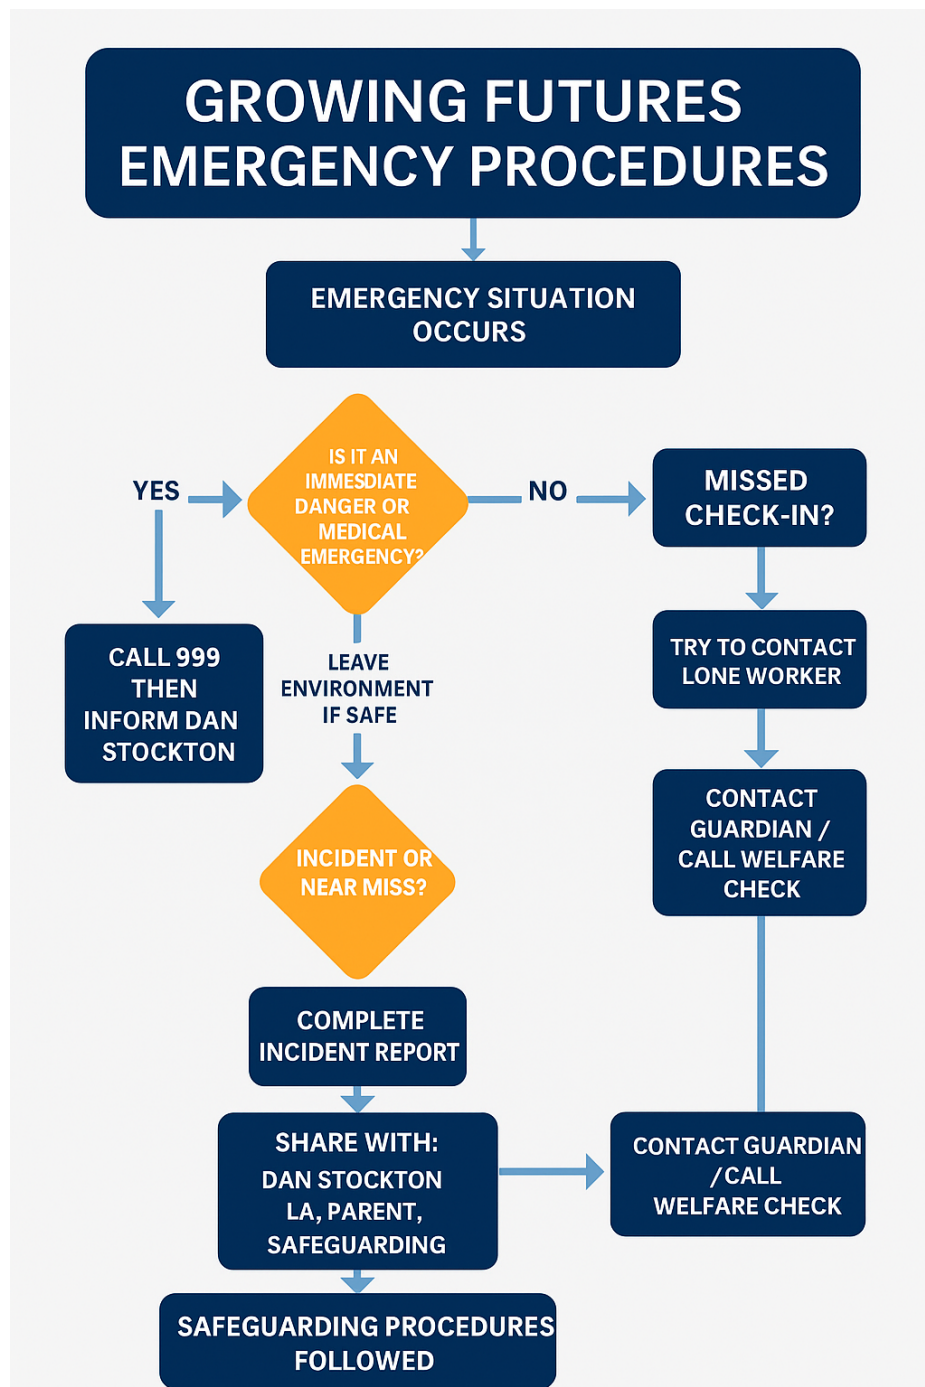 GROWING FUTURES
EMERGENCY PROCEDURES
EMERGENCY SITUATION
OCCURS
IS IT AN
IMMESDIATE
DANGER OR
MEDICAL
EMERGENCY?
YES
NO
MISSED
CHECK-IN?
CALL 999
THEN
INFORM DAN
STOCKTON
LEAVE
ENVIRONMENT
IF SAFE
TRY TO CONTACT
LONE WORKER
CONTACT
GUARDIAN /
CALL WELFARE
CHECK
INCIDENT OR
NEAR MISS?
COMPLETE
INCIDENT REPORT
SHARE WITH:
DAN STOCKTON
LA, PARENT,
SAFEGUARDING
CONTACT GUARDIAN
/CALL
WELFARE CHECK
SAFEGUARDING PROCEDURES
FOLLOWED